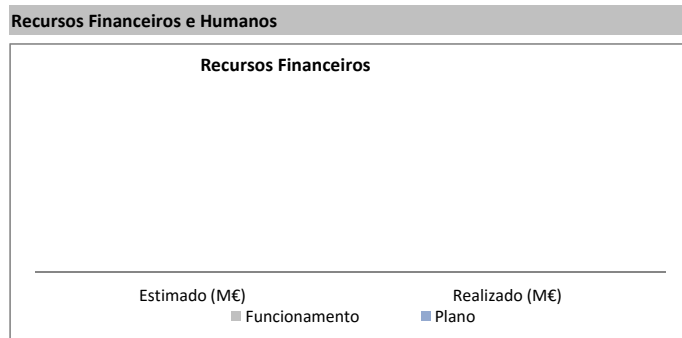 Recursos Financeiros e Humanos
Recursos Financeiros
Estimado (M€) Realizado (M€)
Funcionamento Plano